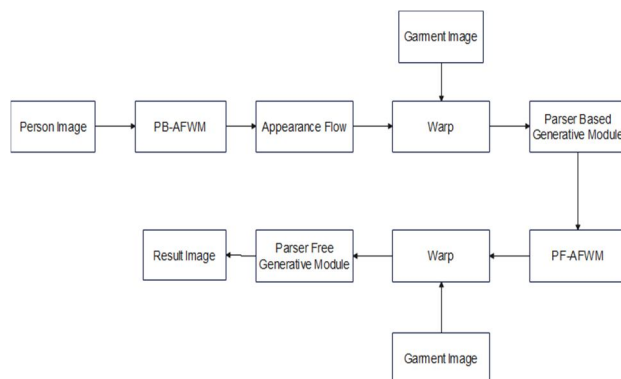 Garment Image
Person Image
PB-AFWM
Appearance Flow
Warp
Parser Based
Generative Module
Result Image
Parser Free
Generative Module
Warp
PF-AFWM
Garment Image